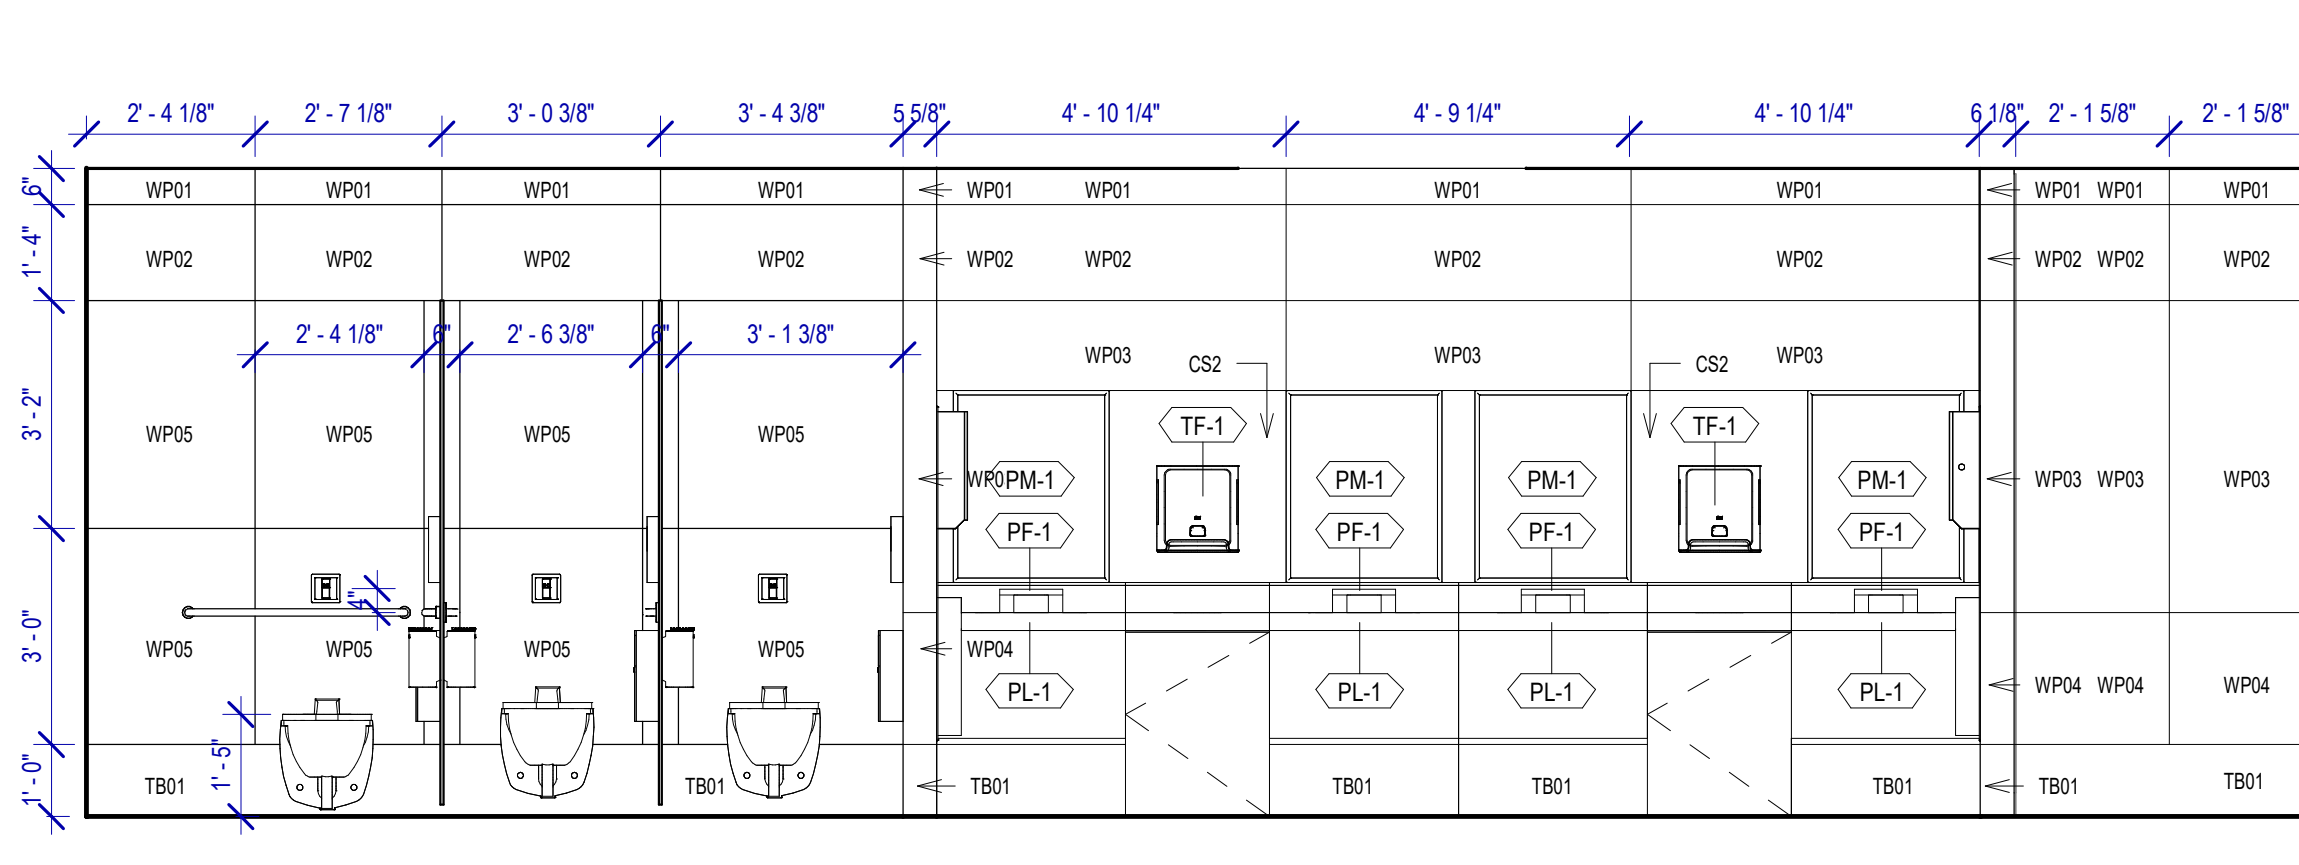 2' - 4 1/8" 2' - 7 1/8" 3' - 0 3/8" 3' - 4 3/8" 5 5/8" 4' - 10 1/4" 4' - 9 1/4" 4' - 10 1/4" 6 1/8" 2' - 1 5/8" 2' - 1 5/8"
6" WP01 WP01 WP01 WP01 WP01 WP01 WP01 WP01 WP01 WP01 WP01
1' - 4" WP02 WP02 WP02 WP02 WP02 WP02 WP02 WP02 WP02 WP02 WP02
2' - 4 1/8" 6" 2' - 6 3/8" 6" 3' - 1 3/8"
WP03 WP03 WP03
CS2 CS2
3' - 2" WP05 WP05 WP05 WP05 TF-1 TF-1
PM-1 PM-1 PM-1 PM-1 WP03 WP03 WP03
PF-1 PF-1 PF-1 PF-1
4"
3' - 0" WP05 WP05 WP05 WP05 WP04
PL-1 PL-1 PL-1 PL-1 WP04 WP04 WP04
1' - 5"
1' - 0" TB01 TB01 TB01 TB01 TB01 TB01 TB01 TB01